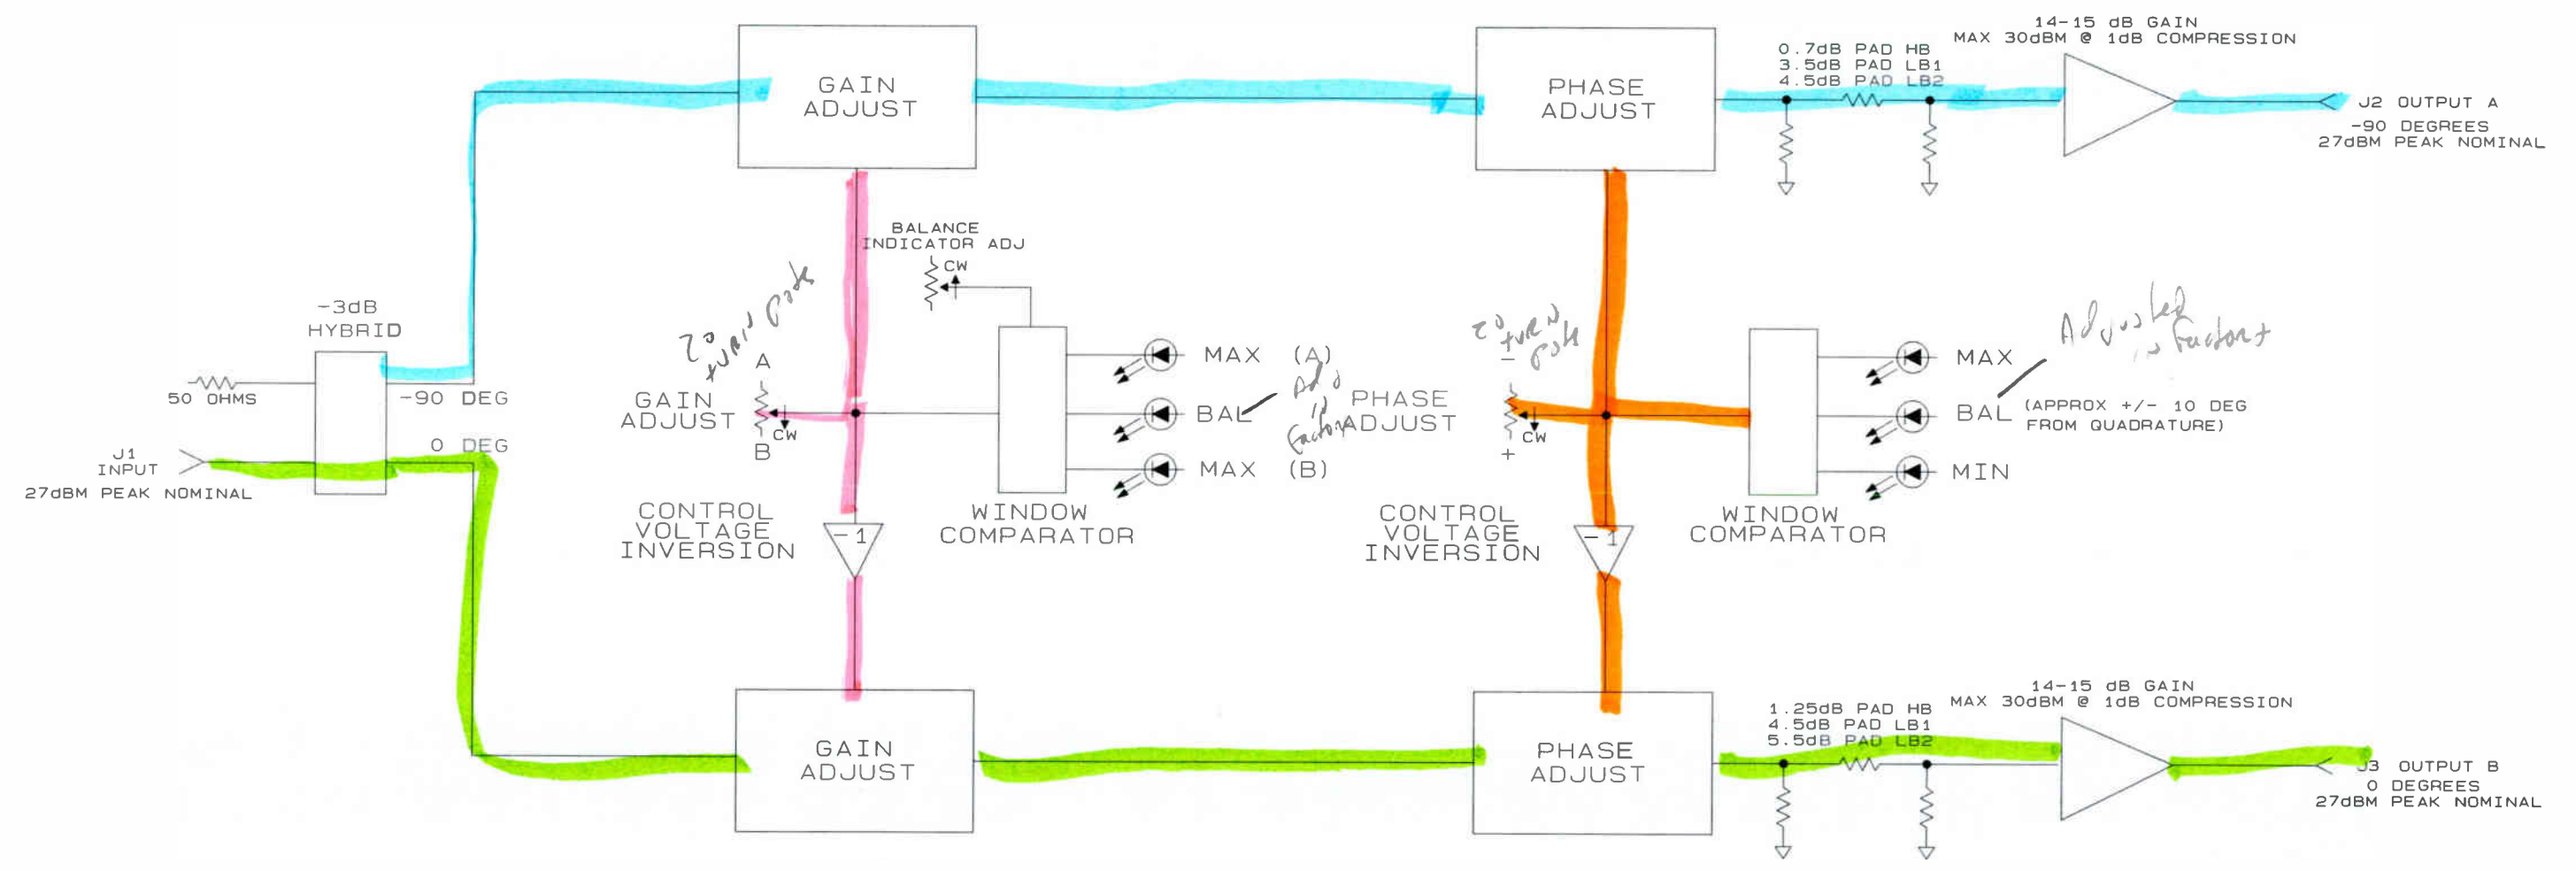 14-15 dB GAIN
MAX 30dBM @ 1dB COMPRESSION
0.7dB PAD HB
3.5dB PAD LB1
4.5dB PAD LB2
GAIN
ADJUST
PHASE
ADJUST
J2 OUTPUT A
-90 DEGREES
27dBM PEAK NOMINAL
BALANCE
INDICATOR ADJ
CW
-3dB
HYBRID
50 OHMS
-90 DEG
0 DEG
J1
INPUT
27dBM PEAK NOMINAL
20
TURN Pots
A
GAIN
ADJUST
CW
B
MAX (A)
BAL
Adj
in
Factory
MAX (B)
CONTROL
VOLTAGE
INVERSION
-1
WINDOW
COMPARATOR
20
TURN
Pots
-
PHASE
ADJUST
CW
+
MAX
BAL (APPROX +/- 10 DEG
FROM QUADRATURE)
MIN
Adjusted
in Factory
CONTROL
VOLTAGE
INVERSION
-1
WINDOW
COMPARATOR
GAIN
ADJUST
PHASE
ADJUST
14-15 dB GAIN
MAX 30dBM @ 1dB COMPRESSION
1.25dB PAD HB
4.5dB PAD LB1
5.5dB PAD LB2
J3 OUTPUT B
0 DEGREES
27dBM PEAK NOMINAL